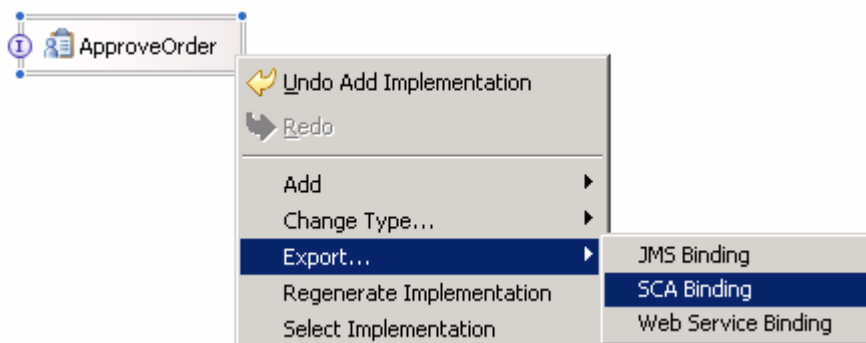 I ApproveOrder
Undo Add Implementation
Redo
Add
Change Type...
Export...
JMS Binding
SCA Binding
Regenerate Implementation
Web Service Binding
Select Implementation